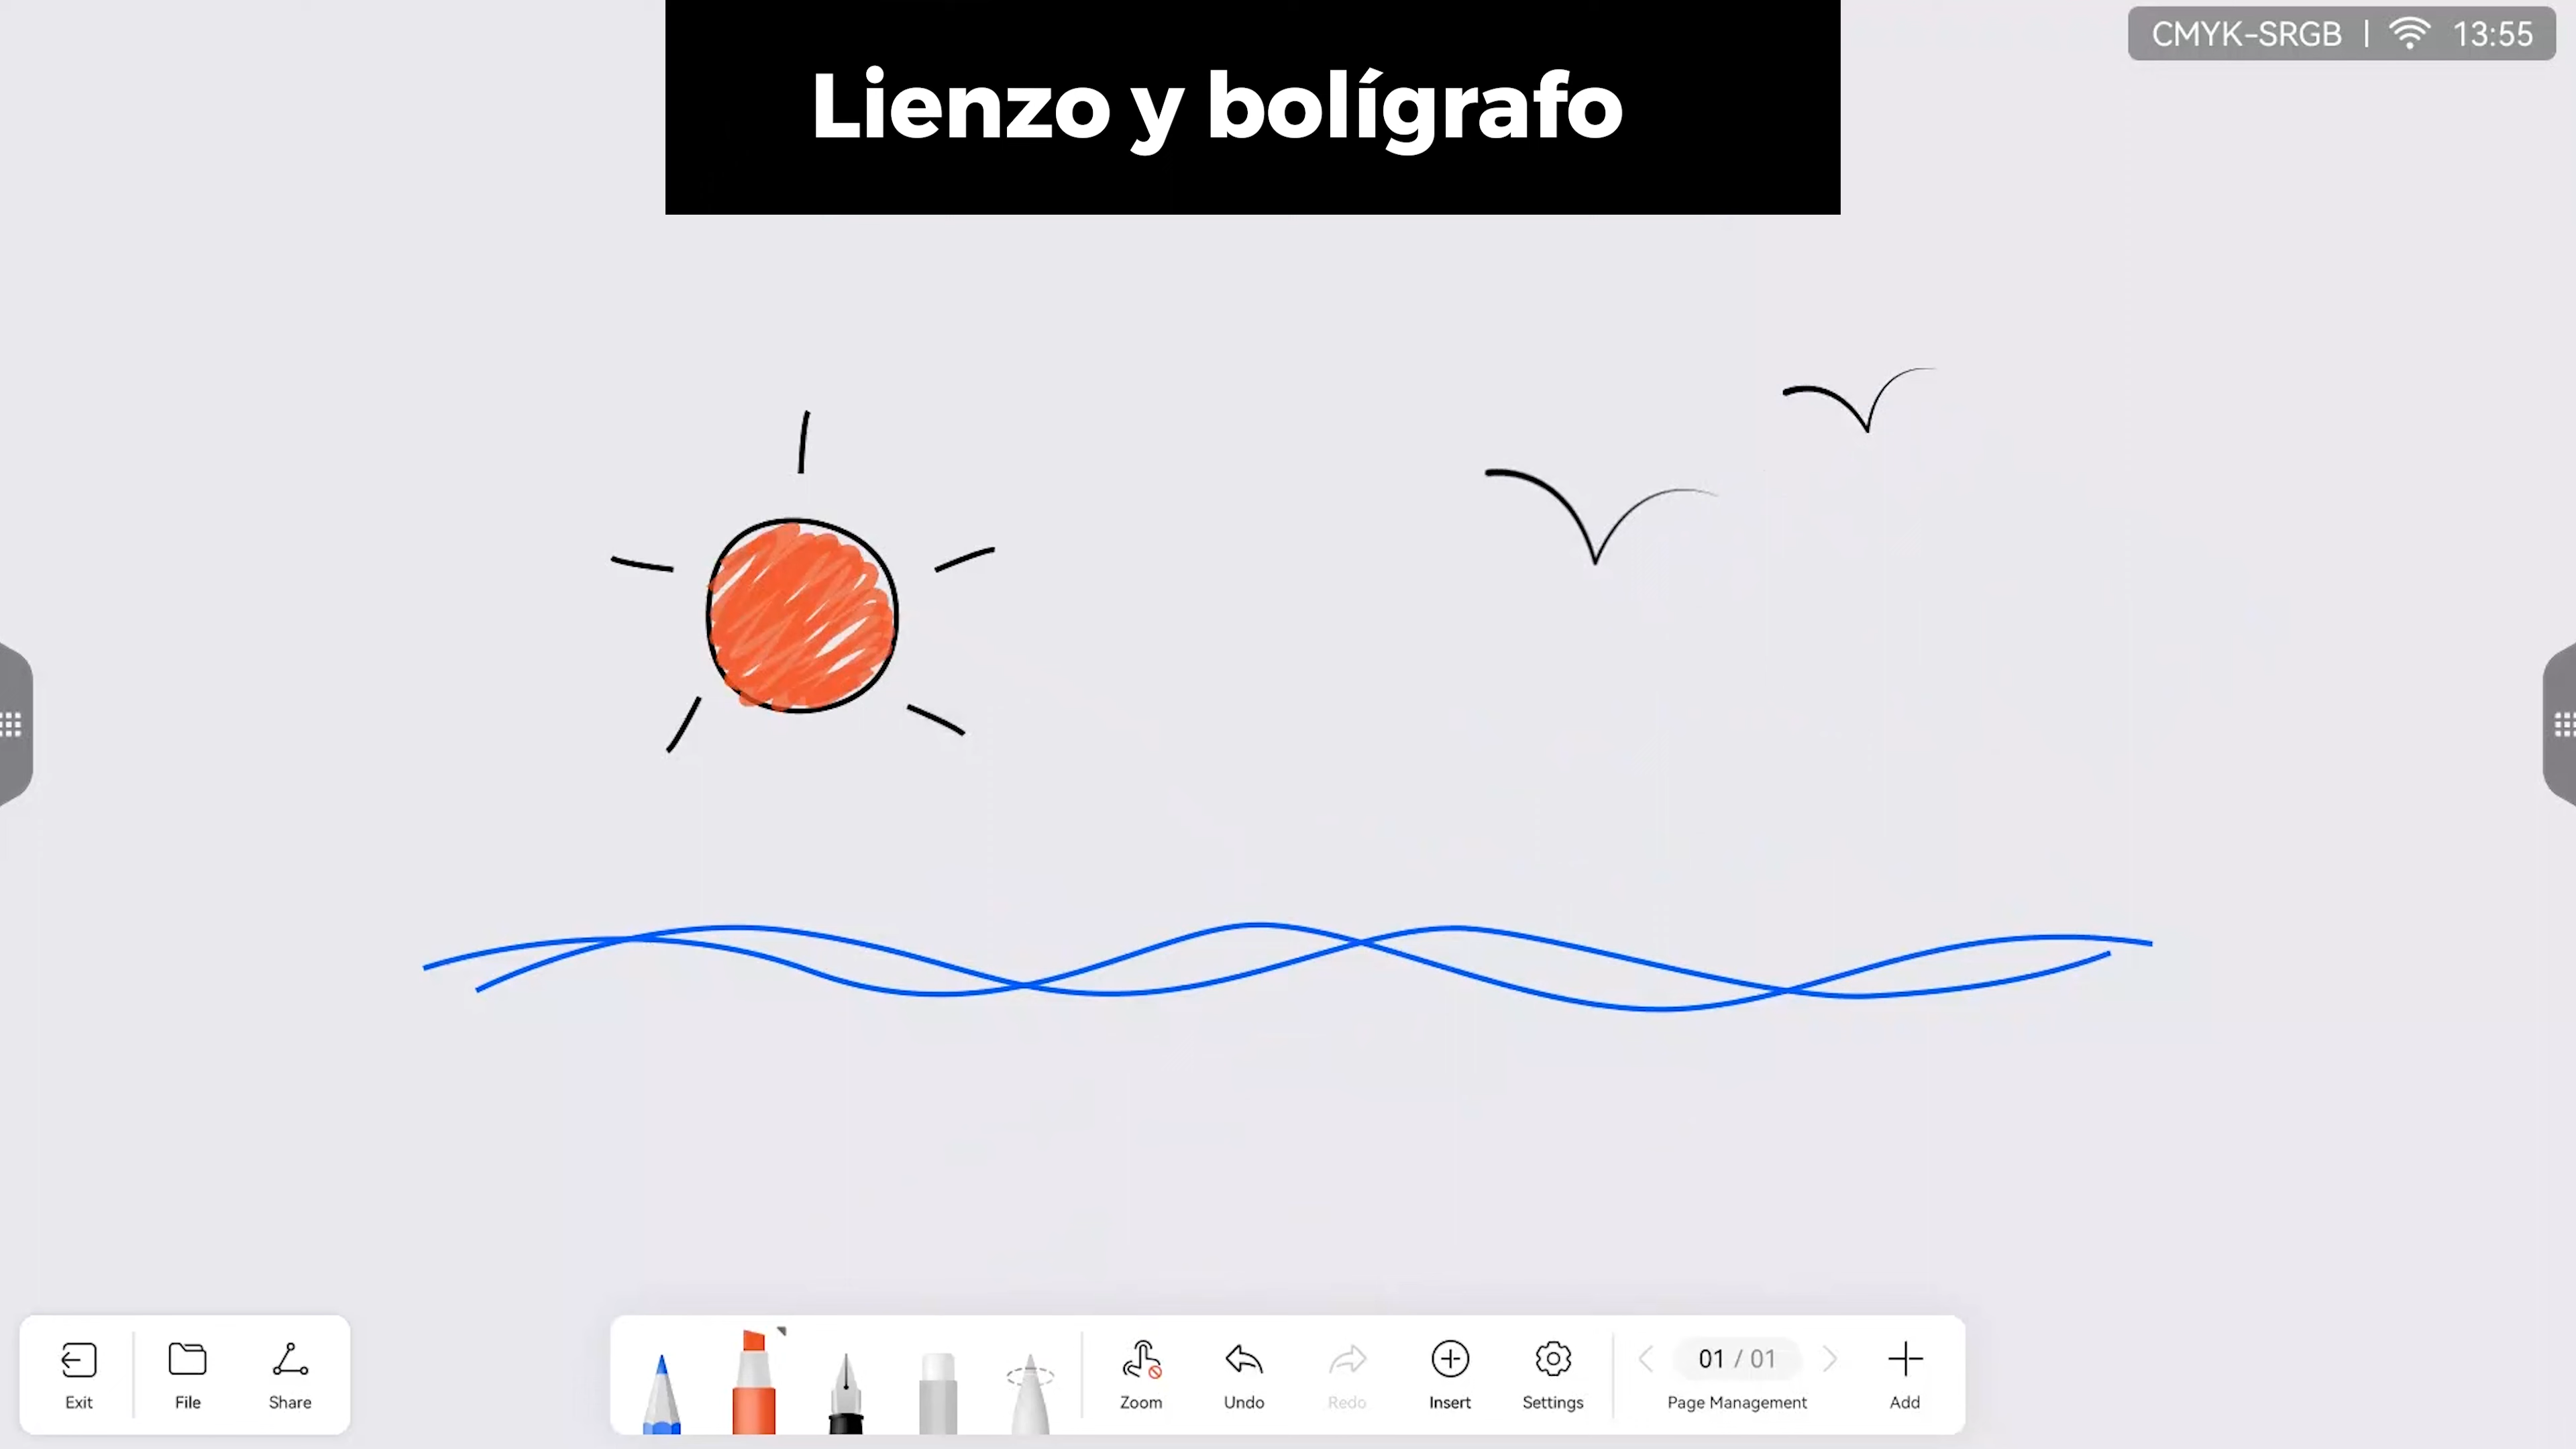 Lienzo y bolígrafo
CMYK-SRGB | 13:55
Exit
File
Share
Zoom
Undo
Redo
Insert
Settings
01 / 01
Page Management
Add